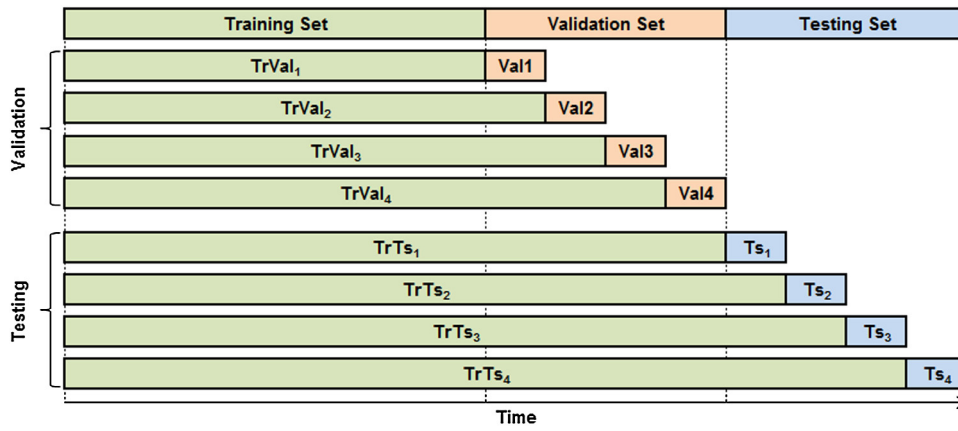 Training Set Validation Set Testing Set
Validation
TrVal₁ Val1
TrVal₂ Val2
TrVal₃ Val3
TrVal₄ Val4
Testing
TrTs₁ Ts₁
TrTs₂ Ts₂
TrTs₃ Ts₃
TrTs₄ Ts₄
Time